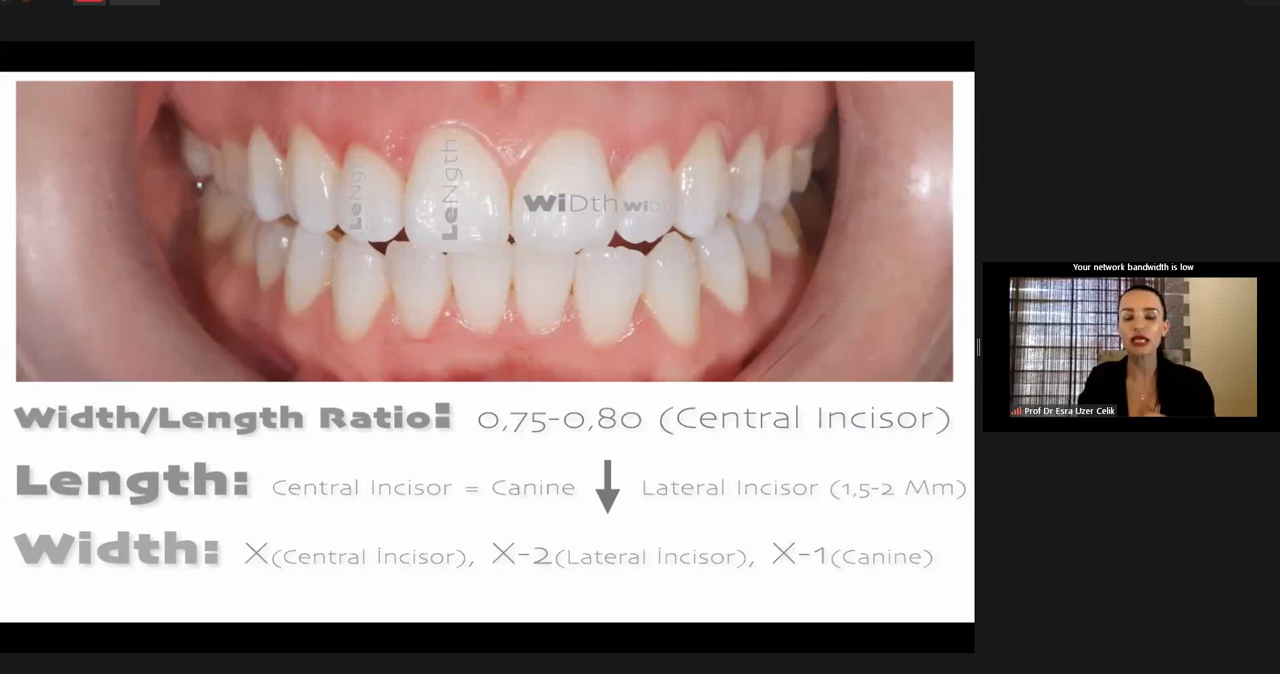 LeNgth
LeNgth
WiDth
WiDth
Width/Length Ratio: 0,75-0,80 (Central Incisor)
Length: Central Incisor = Canine ↓ Lateral Incisor (1,5-2 Mm)
Width: X(Central İncisor), X-2(Lateral İncisor), X-1(Canine)
Your network bandwidth is low
Prof Dr Esra Uzer Celik